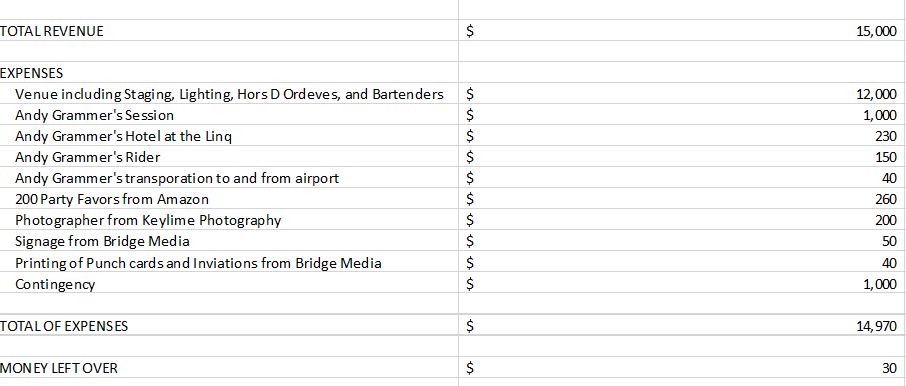 TOTAL REVENUE $ 15,000
EXPENSES
Venue including Staging, Lighting, Hors D Ordeves, and Bartenders $ 12,000
Andy Grammer's Session $ 1,000
Andy Grammer's Hotel at the Linq $ 230
Andy Grammer's Rider $ 150
Andy Grammer's transporation to and from airport $ 40
200 Party Favors from Amazon $ 260
Photographer from Keylime Photography $ 200
Signage from Bridge Media $ 50
Printing of Punch cards and Inviations from Bridge Media $ 40
Contingency $ 1,000
TOTAL OF EXPENSES $ 14,970
MONEY LEFT OVER $ 30